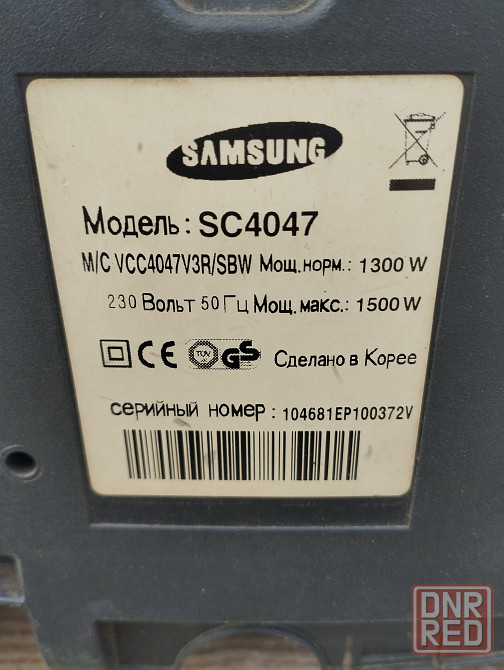 SAMSUNG
Модель: SC4047
M/C VCC4047V3R/SBW Мощ.норм.: 1300 W
230 Вольт 50 Гц Мощ.макс.: 1500 W
CE TÜV GS Сделано в Корее
серийный номер : 104681EP100372V
DNR
RED